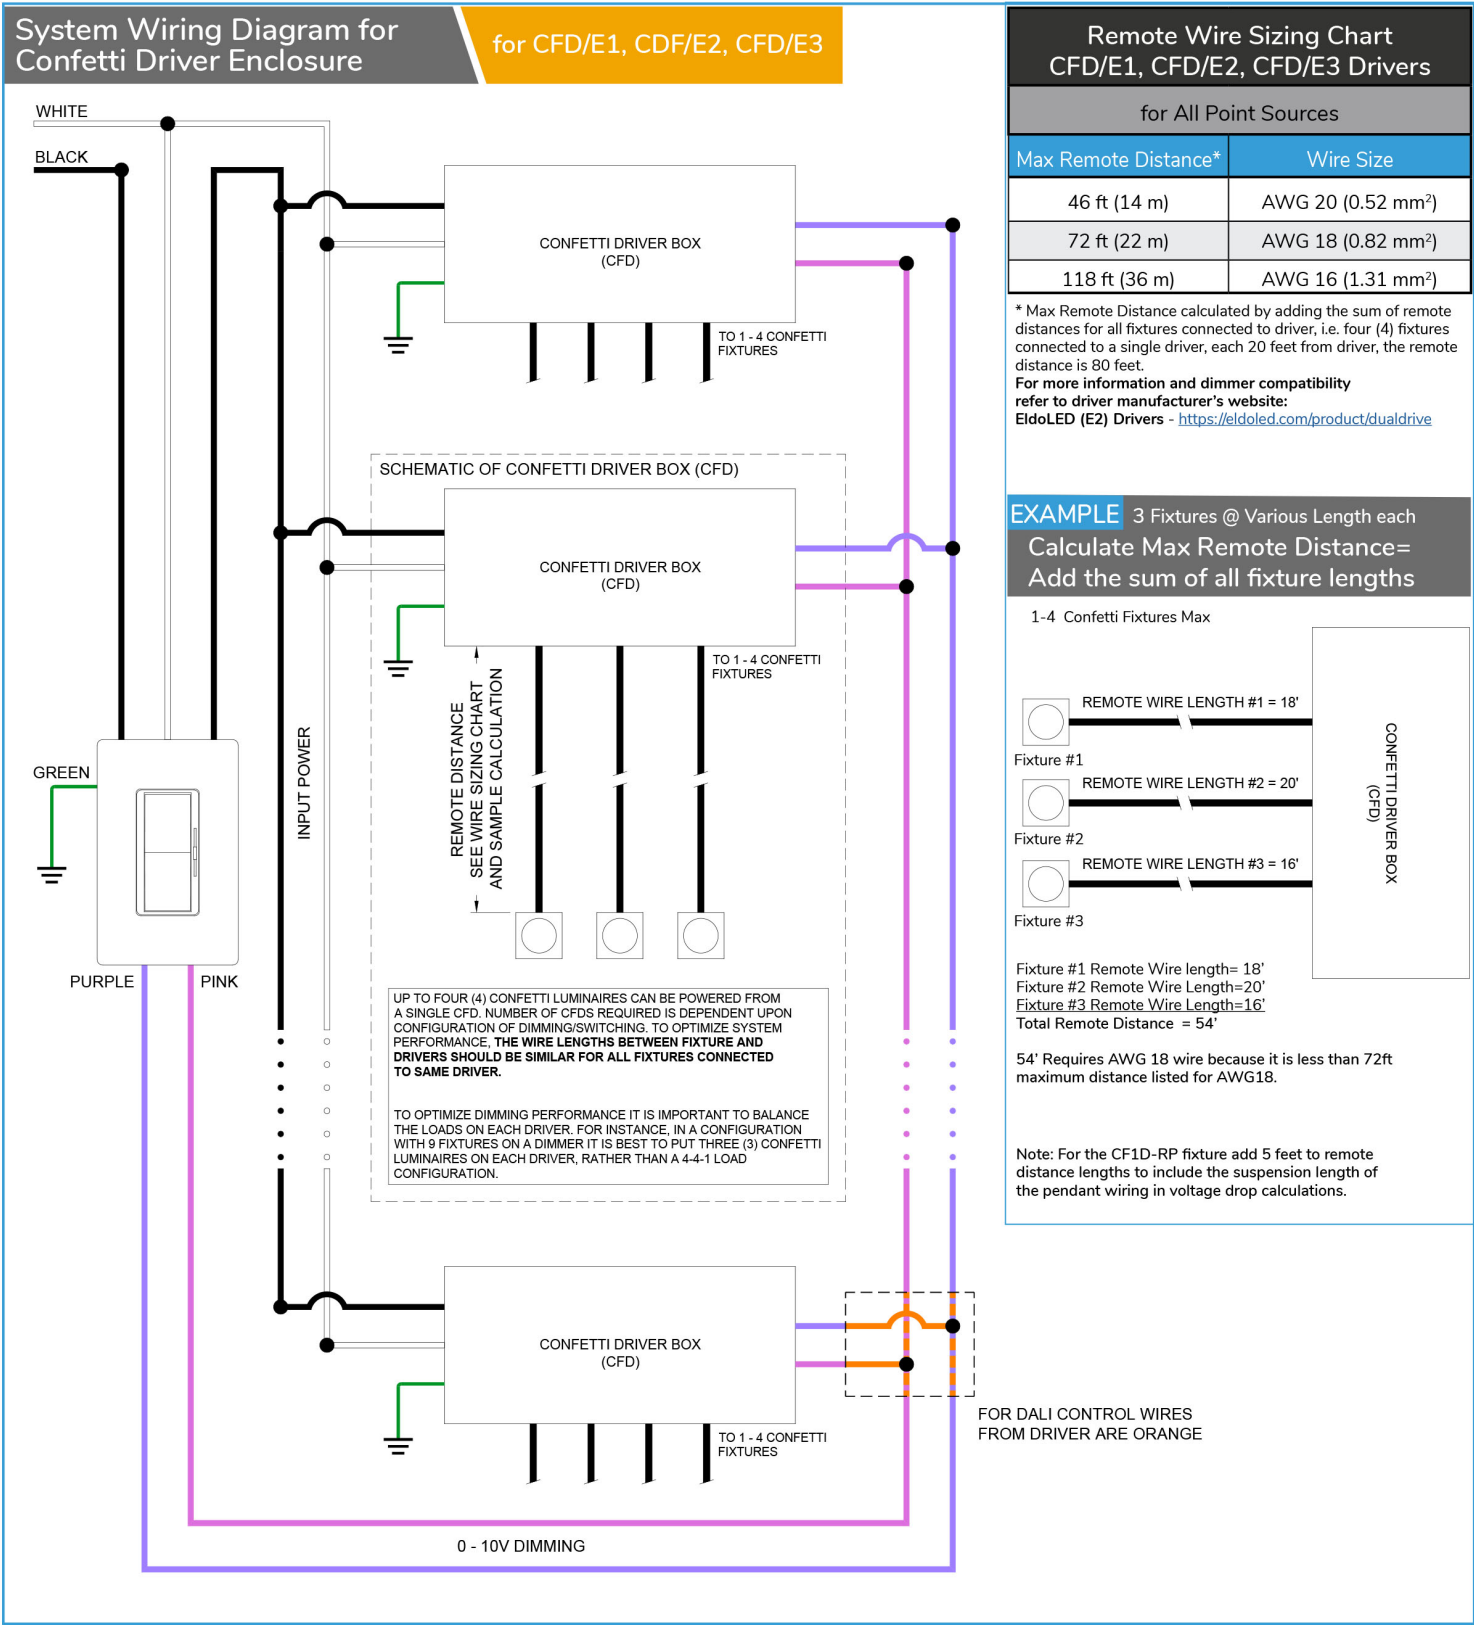 System Wiring Diagram for
Confetti Driver Enclosure
for CFD/E1, CDF/E2, CFD/E3
WHITE
BLACK
CONFETTI DRIVER BOX
(CFD)
TO 1 - 4 CONFETTI
FIXTURES
SCHEMATIC OF CONFETTI DRIVER BOX (CFD)
CONFETTI DRIVER BOX
(CFD)
TO 1 - 4 CONFETTI
FIXTURES
REMOTE DISTANCE
SEE WIRE SIZING CHART
AND SAMPLE CALCULATION
INPUT POWER
GREEN
PURPLE
PINK
UP TO FOUR (4) CONFETTI LUMINAIRES CAN BE POWERED FROM
A SINGLE CFD. NUMBER OF CFDS REQUIRED IS DEPENDENT UPON
CONFIGURATION OF DIMMING/SWITCHING. TO OPTIMIZE SYSTEM
PERFORMANCE, THE WIRE LENGTHS BETWEEN FIXTURE AND
DRIVERS SHOULD BE SIMILAR FOR ALL FIXTURES CONNECTED
TO SAME DRIVER.
TO OPTIMIZE DIMMING PERFORMANCE IT IS IMPORTANT TO BALANCE
THE LOADS ON EACH DRIVER. FOR INSTANCE, IN A CONFIGURATION
WITH 9 FIXTURES ON A DIMMER IT IS BEST TO PUT THREE (3) CONFETTI
LUMINAIRES ON EACH DRIVER, RATHER THAN A 4-4-1 LOAD
CONFIGURATION.
CONFETTI DRIVER BOX
(CFD)
TO 1 - 4 CONFETTI
FIXTURES
FOR DALI CONTROL WIRES
FROM DRIVER ARE ORANGE
0 - 10V DIMMING
Remote Wire Sizing Chart
CFD/E1, CFD/E2, CFD/E3 Drivers
for All Point Sources
Max Remote Distance* Wire Size
46 ft (14 m) AWG 20 (0.52 mm²)
72 ft (22 m) AWG 18 (0.82 mm²)
118 ft (36 m) AWG 16 (1.31 mm²)
* Max Remote Distance calculated by adding the sum of remote
distances for all fixtures connected to driver, i.e. four (4) fixtures
connected to a single driver, each 20 feet from driver, the remote
distance is 80 feet.
For more information and dimmer compatibility
refer to driver manufacturer's website:
EldoLED (E2) Drivers - https://eldoled.com/product/dualdrive
EXAMPLE 3 Fixtures @ Various Length each
Calculate Max Remote Distance=
Add the sum of all fixture lengths
1-4 Confetti Fixtures Max
REMOTE WIRE LENGTH #1 = 18'
Fixture #1
REMOTE WIRE LENGTH #2 = 20'
Fixture #2
REMOTE WIRE LENGTH #3 = 16'
Fixture #3
CONFETTI DRIVER BOX
(CFD)
Fixture #1 Remote Wire length= 18'
Fixture #2 Remote Wire Length=20'
Fixture #3 Remote Wire Length=16'
Total Remote Distance = 54'
54' Requires AWG 18 wire because it is less than 72ft
maximum distance listed for AWG18.
Note: For the CF1D-RP fixture add 5 feet to remote
distance lengths to include the suspension length of
the pendant wiring in voltage drop calculations.